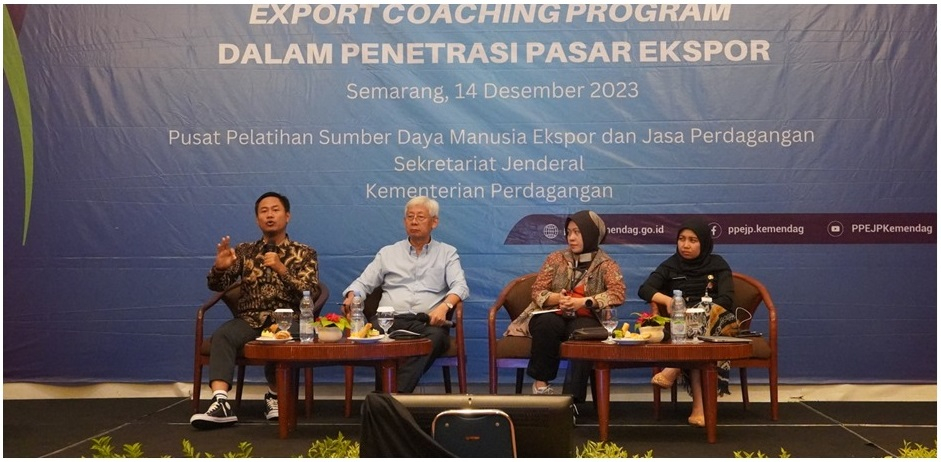 EXPORT COACHING PROGRAM
DALAM PENETRASI PASAR EKSPOR
Semarang, 14 Desember 2023
Pusat Pelatihan Sumber Daya Manusia Ekspor dan Jasa Perdagangan
Sekretariat Jenderal
Kementerian Perdagangan
kemendag.go.id ppejp.kemendag PPEJPKemendag